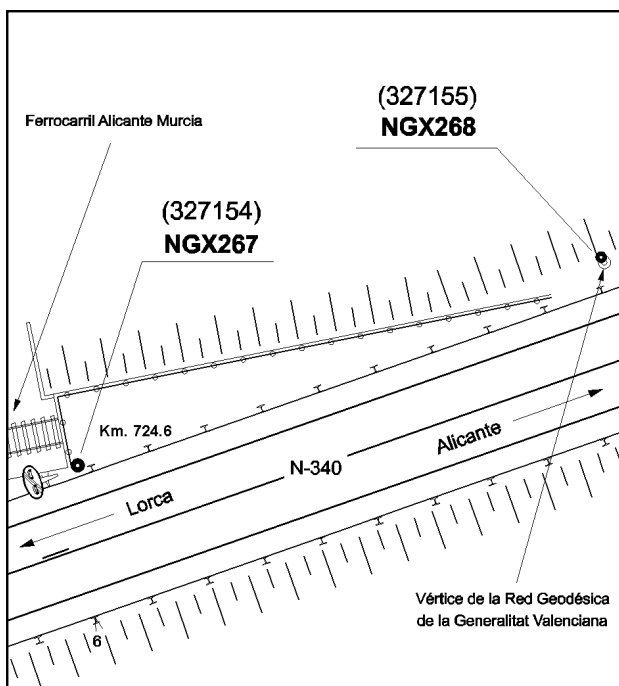 (327155)
NGX268
Ferrocarril Alicante Murcia
(327154)
NGX267
Km. 724.6
Alicante
N-340
Lorca
Vértice de la Red Geodésica
de la Generalitat Valenciana
6